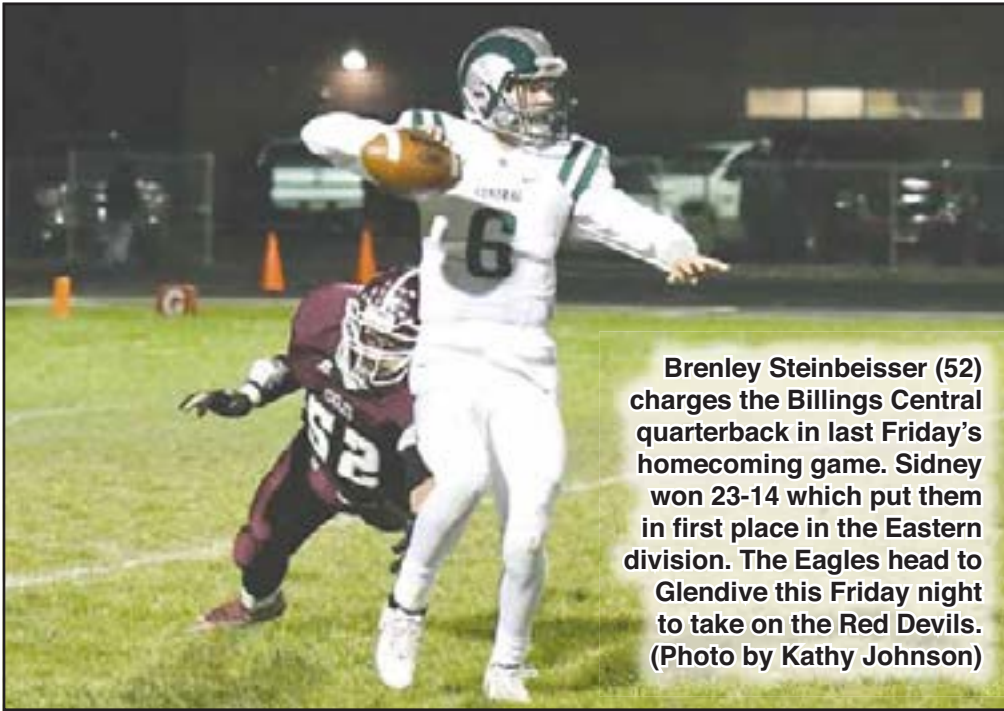 CENTRAL
6
52
G
Brenley Steinbeisser (52)
charges the Billings Central
quarterback in last Friday's
homecoming game. Sidney
won 23-14 which put them
in first place in the Eastern
division. The Eagles head to
Glendive this Friday night
to take on the Red Devils.
(Photo by Kathy Johnson)